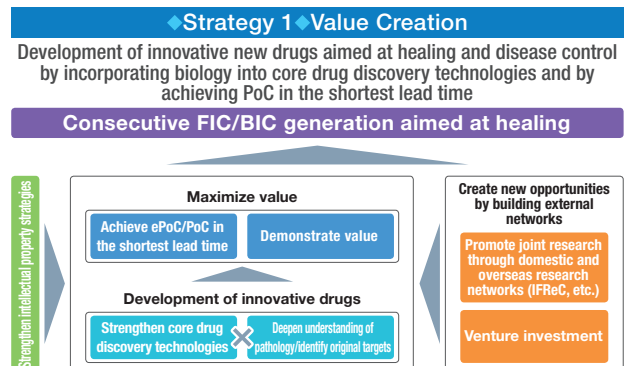 ◆Strategy 1◆Value Creation
Development of innovative new drugs aimed at healing and disease control
by incorporating biology into core drug discovery technologies and by
achieving PoC in the shortest lead time
Consecutive FIC/BIC generation aimed at healing
Strengthen intellectual property strategies
Maximize value
Achieve ePoC/PoC in
the shortest lead time
Demonstrate value
Development of innovative drugs
Strengthen core drug
discovery technologies
×
Deepen understanding of
pathology/identify original targets
Create new opportunities
by building external
networks
Promote joint research
through domestic and
overseas research
networks (IFReC, etc.)
Venture investment